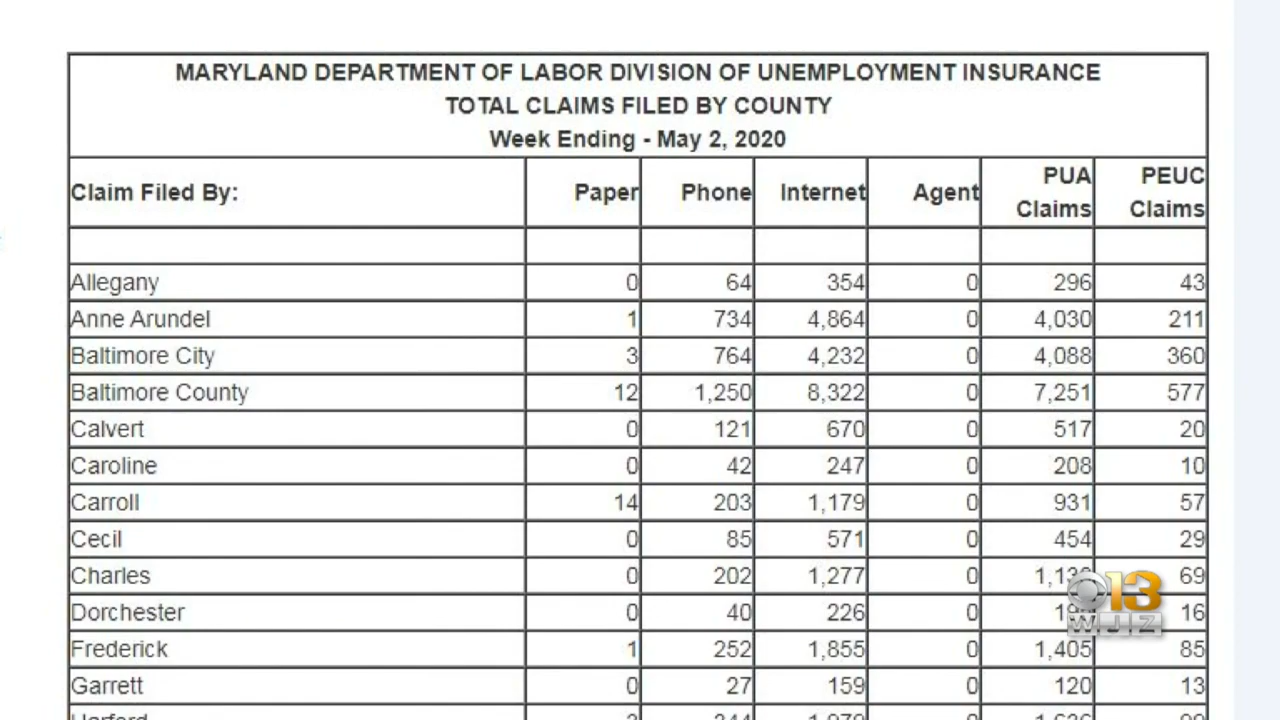 MARYLAND DEPARTMENT OF LABOR DIVISION OF UNEMPLOYMENT INSURANCE
TOTAL CLAIMS FILED BY COUNTY
Week Ending - May 2, 2020
Claim Filed By: Paper Phone Internet Agent PUA Claims PEUC Claims
Allegany 0 64 354 0 296 43
Anne Arundel 1 734 4,864 0 4,030 211
Baltimore City 3 764 4,232 0 4,088 360
Baltimore County 12 1,250 8,322 0 7,251 577
Calvert 0 121 670 0 517 20
Caroline 0 42 247 0 208 10
Carroll 14 203 1,179 0 931 57
Cecil 0 85 571 0 454 29
Charles 0 202 1,277 0 69
Dorchester 0 40 226 0 16
Frederick 1 252 1,855 0 1,405 85
Garrett 0 27 159 0 120 13
Harford
13
WJZ